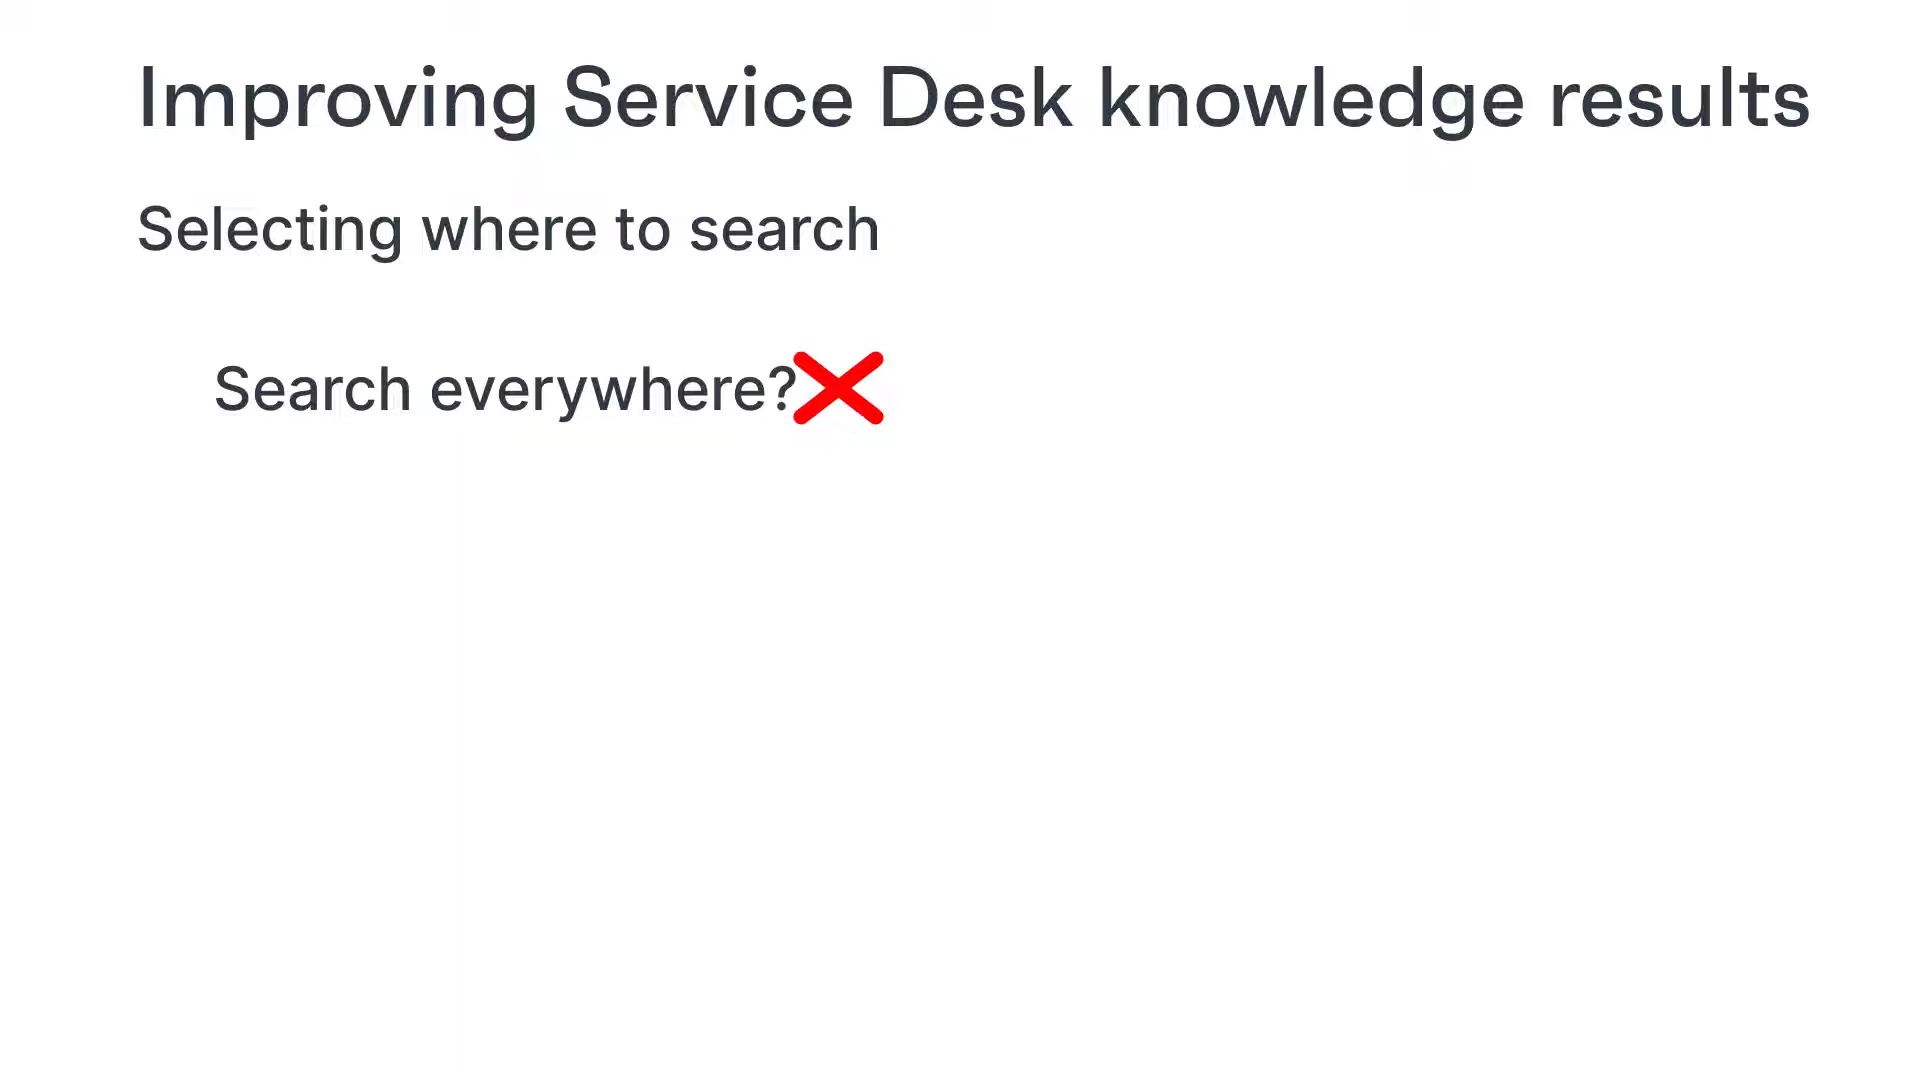 Improving Service Desk knowledge results
Selecting where to search
Search everywhere?